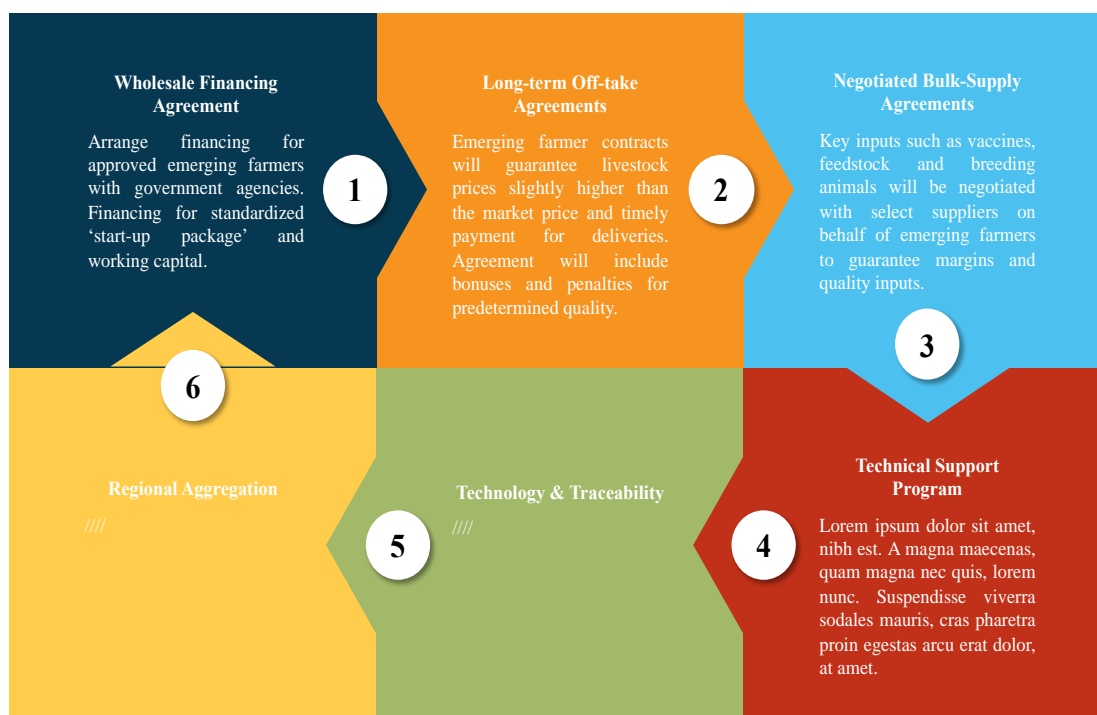 Wholesale Financing
Agreement
Arrange financing for
approved emerging farmers
with government agencies.
Financing for standardized
‘start-up package’ and
working capital.
1
Long-term Off-take
Agreements
Emerging farmer contracts
will guarantee livestock
prices slightly higher than
the market price and timely
payment for deliveries.
Agreement will include
bonuses and penalties for
predetermined quality.
2
Negotiated Bulk-Supply
Agreements
Key inputs such as vaccines,
feedstock and breeding
animals will be negotiated
with select suppliers on
behalf of emerging farmers
to guarantee margins and
quality inputs.
3
Technical Support
Program
Lorem ipsum dolor sit amet,
nibh est. A magna maecenas,
quam magna nec quis, lorem
nunc. Suspendisse viverra
sodales mauris, cras pharetra
proin egestas arcu erat dolor,
at amet.
4
Technology & Traceability
////
5
Regional Aggregation
////
6